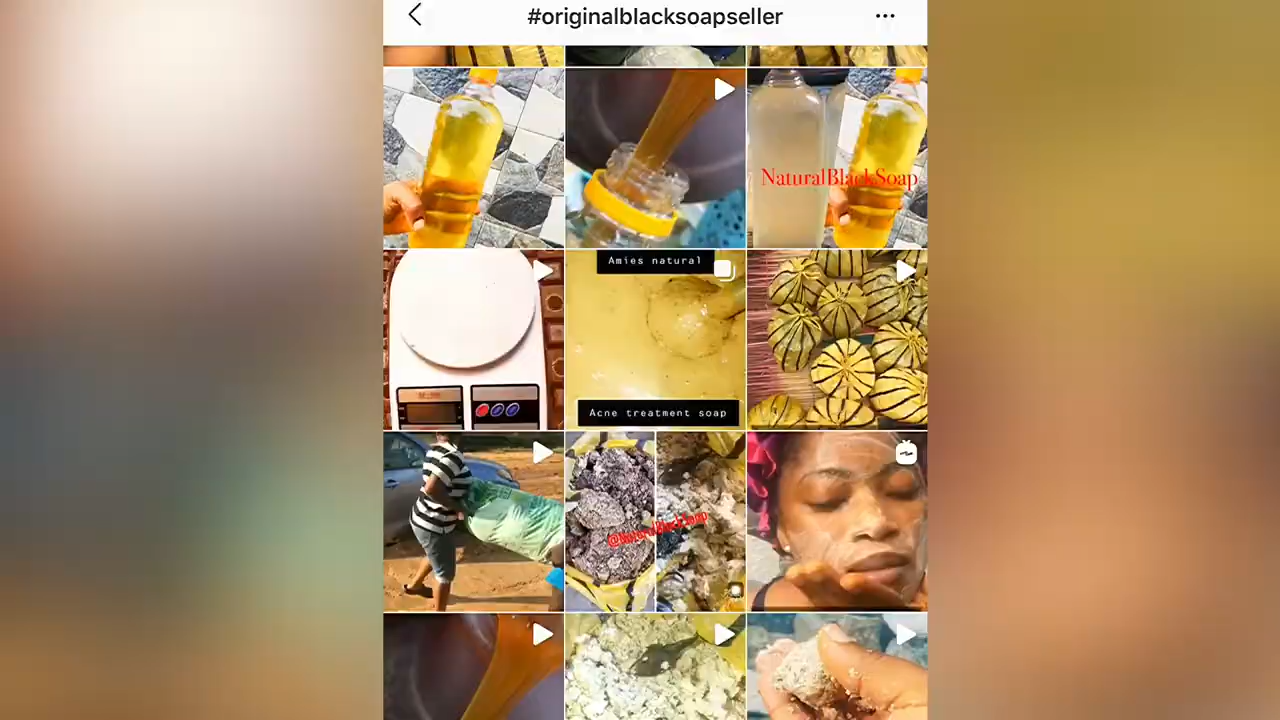 #originalblacksoapseller
NaturalBlackSoap
Amies natural
Acne treatment soap
@NaturalBlackSoap